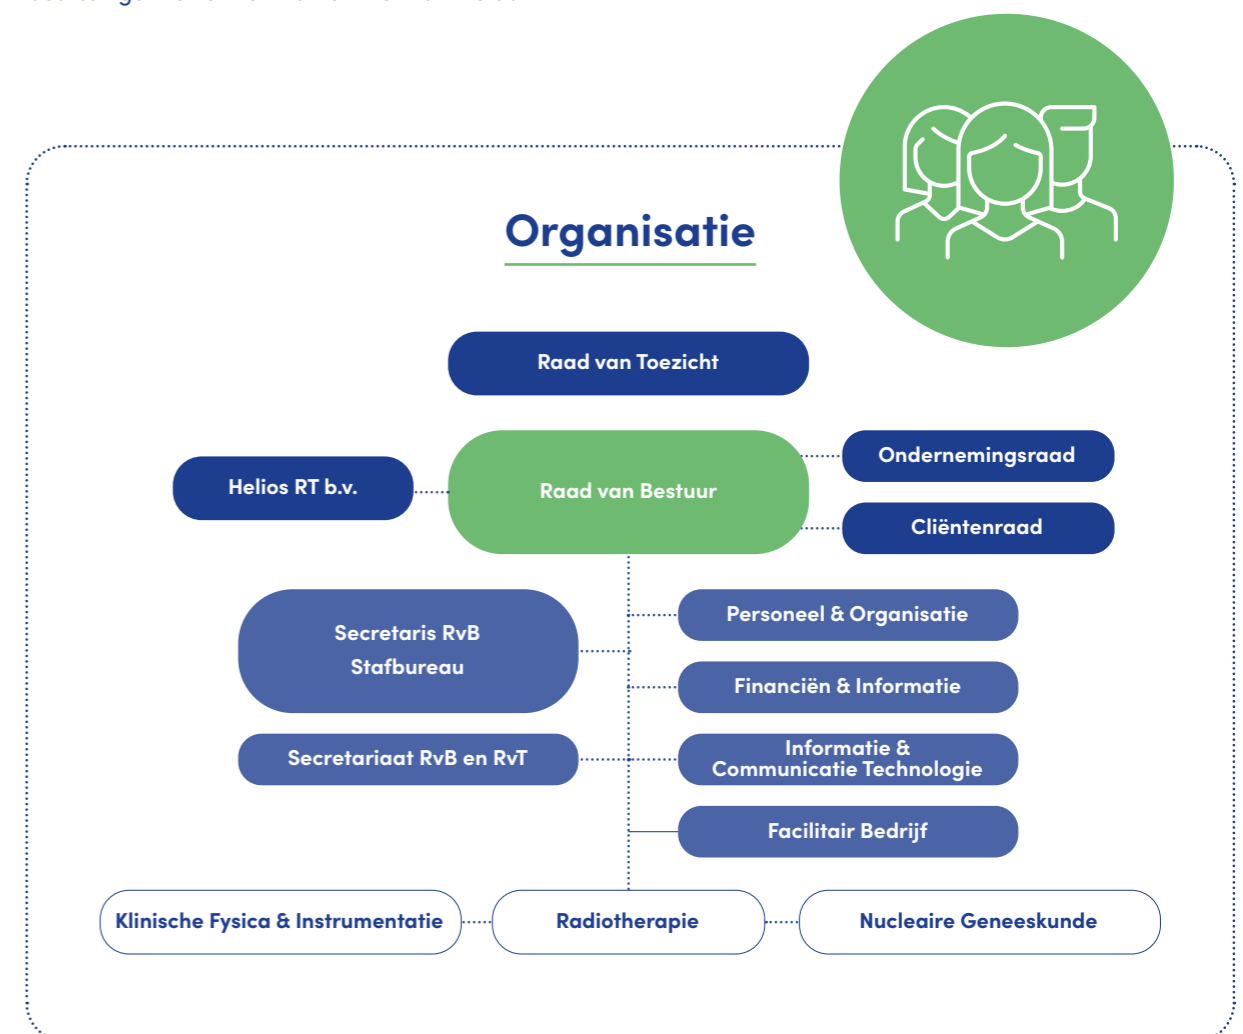 Organisatie
Raad van Toezicht
Helios RT b.v.
Raad van Bestuur
Ondernemingsraad
Cliëntenraad
Secretaris RvB
Stafbureau
Personeel & Organisatie
Financiën & Informatie
Secretariaat RvB en RvT
Informatie &
Communicatie Technologie
Facilitair Bedrijf
Klinische Fysica & Instrumentatie
Radiotherapie
Nucleaire Geneeskunde